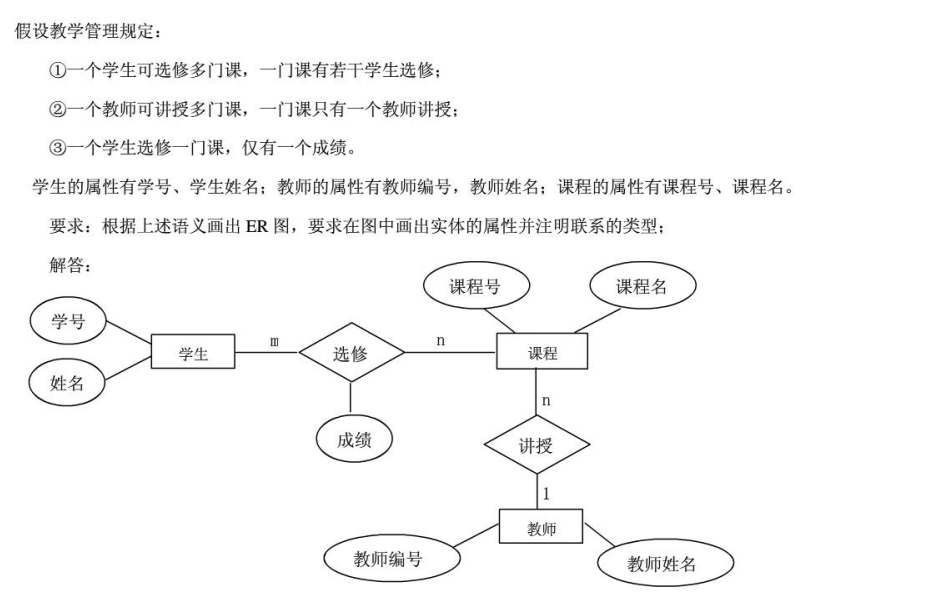 假设教学管理规定：
①一个学生可选修多门课，一门课有若干学生选修；
②一个教师可讲授多门课，一门课只有一个教师讲授；
③一个学生选修一门课，仅有一个成绩。
学生的属性有学号、学生姓名；教师的属性有教师编号，教师姓名；课程的属性有课程号、课程名。
要求：根据上述语义画出 ER 图，要求在图中画出实体的属性并注明联系的类型；
解答：
课程号
课程名
学号
学生
m
选修
n
课程
姓名
成绩
n
讲授
1
教师
教师编号
教师姓名